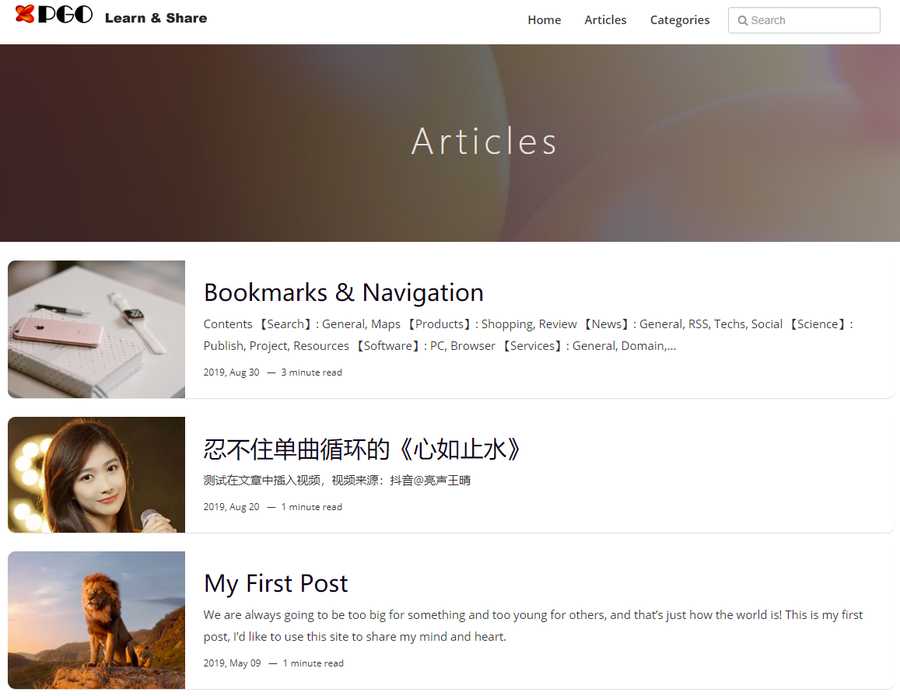 PGO Learn & Share
Home Articles Categories Search
Articles
Bookmarks & Navigation
Contents 【Search】: General, Maps 【Products】: Shopping, Review 【News】: General, RSS, Techs, Social 【Science】:
Publish, Project, Resources 【Software】: PC, Browser 【Services】: General, Domain,...
2019, Aug 30 — 3 minute read
忍不住单曲循环的《心如止水》
测试在文章中插入视频，视频来源：抖音@亮声王晴
2019, Aug 20 — 1 minute read
My First Post
We are always going to be too big for something and too young for others, and that's just how the world is! This is my first
post, I'd like to use this site to share my mind and heart.
2019, May 09 — 1 minute read